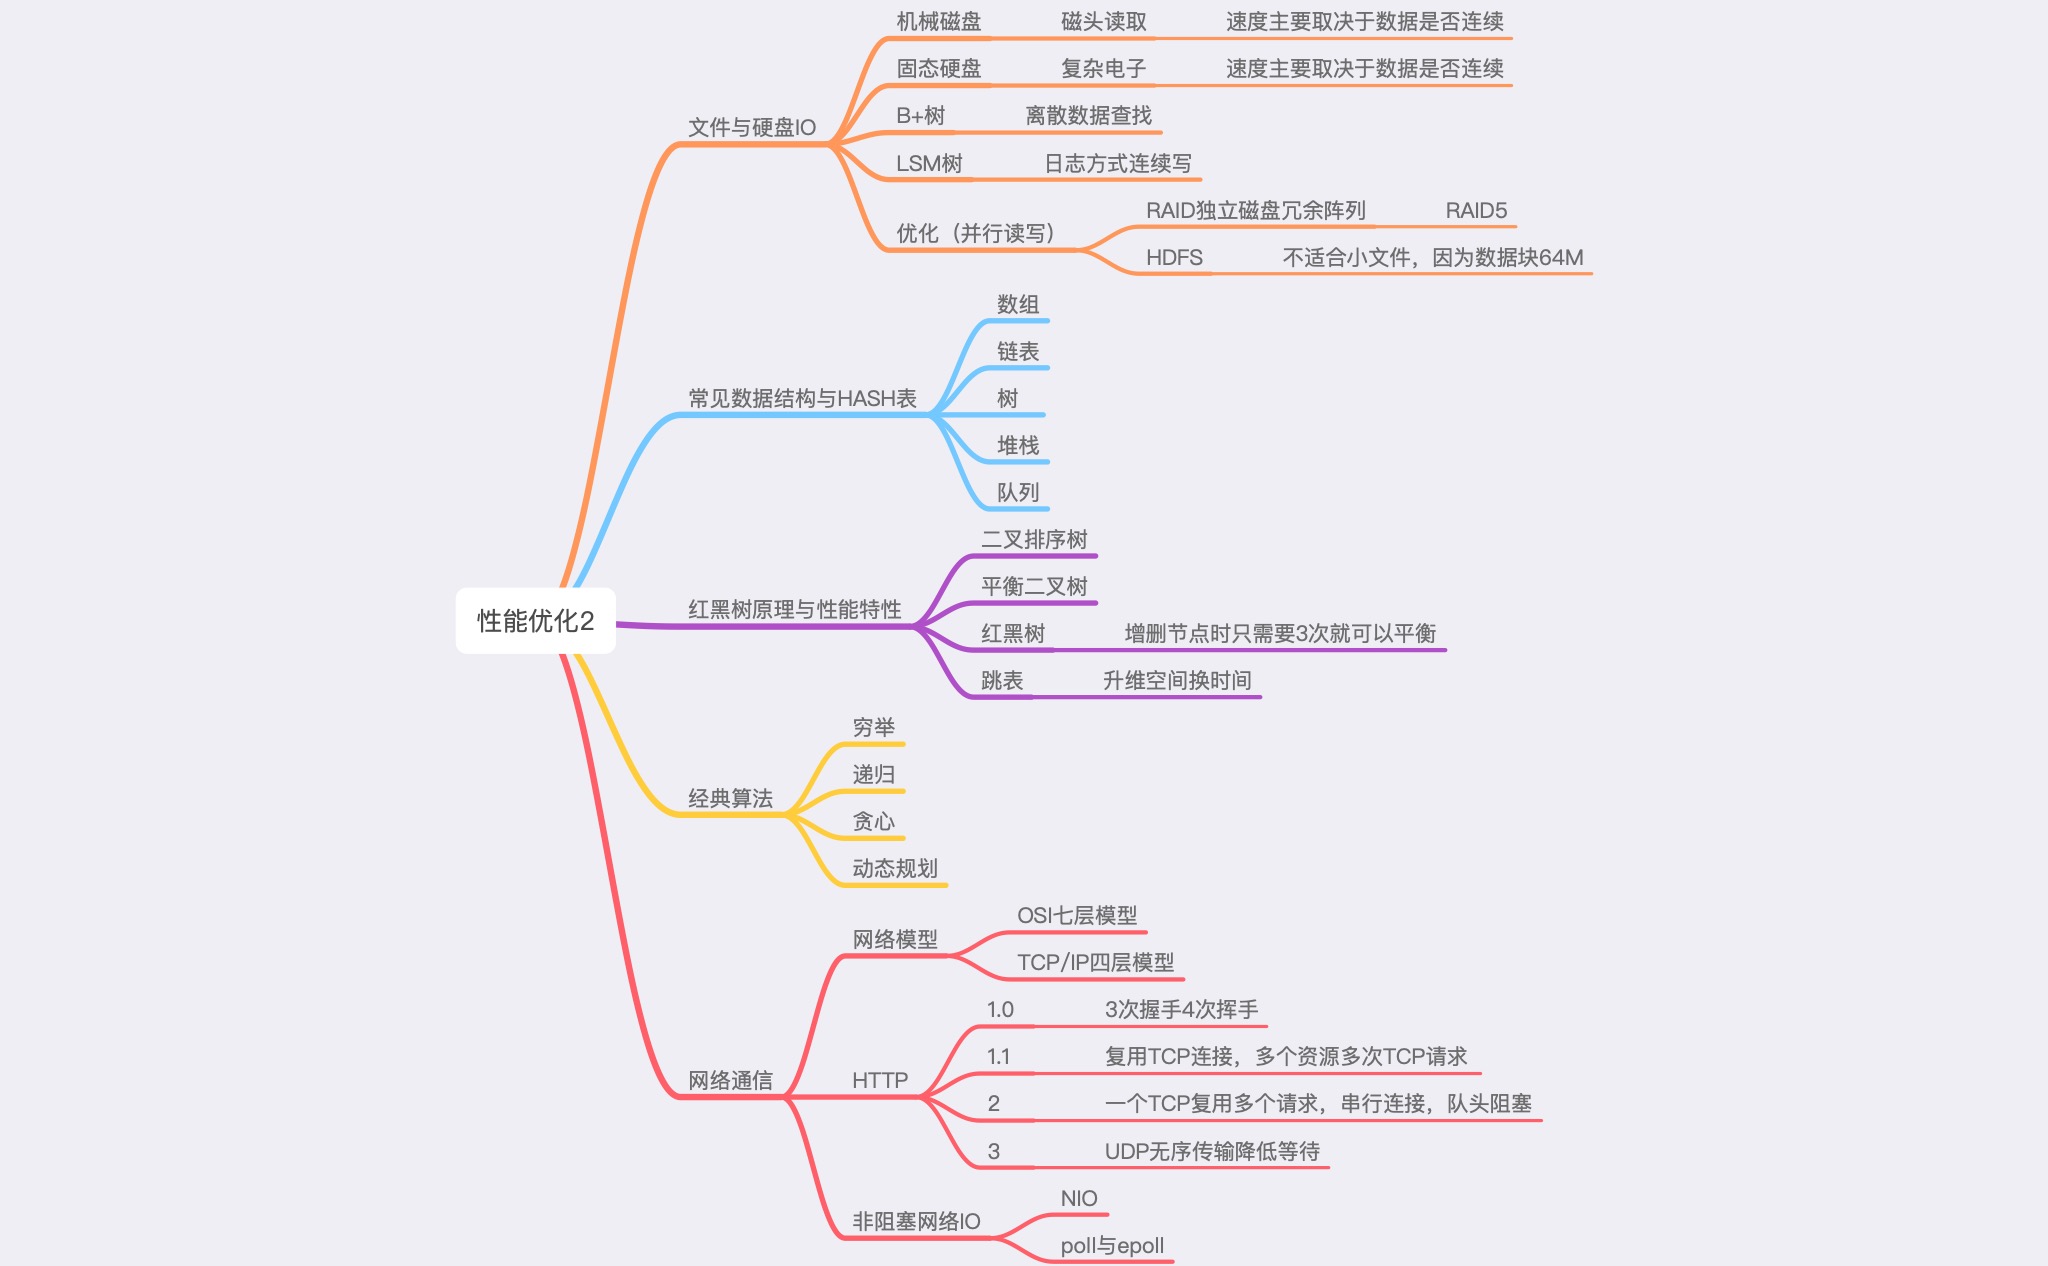 性能优化2
文件与硬盘IO
机械磁盘 磁头读取 速度主要取决于数据是否连续
固态硬盘 复杂电子 速度主要取决于数据是否连续
B+树 离散数据查找
LSM树 日志方式连续写
优化（并行读写）
RAID独立磁盘冗余阵列 RAID5
HDFS 不适合小文件，因为数据块64M
常见数据结构与HASH表
数组
链表
树
堆栈
队列
红黑树原理与性能特性
二叉排序树
平衡二叉树
红黑树 增删节点时只需要3次就可以平衡
跳表 升维空间换时间
经典算法
穷举
递归
贪心
动态规划
网络通信
网络模型
OSI七层模型
TCP/IP四层模型
HTTP
1.0 3次握手4次挥手
1.1 复用TCP连接，多个资源多次TCP请求
2 一个TCP复用多个请求，串行连接，队头阻塞
3 UDP无序传输降低等待
非阻塞网络IO
NIO
poll与epoll